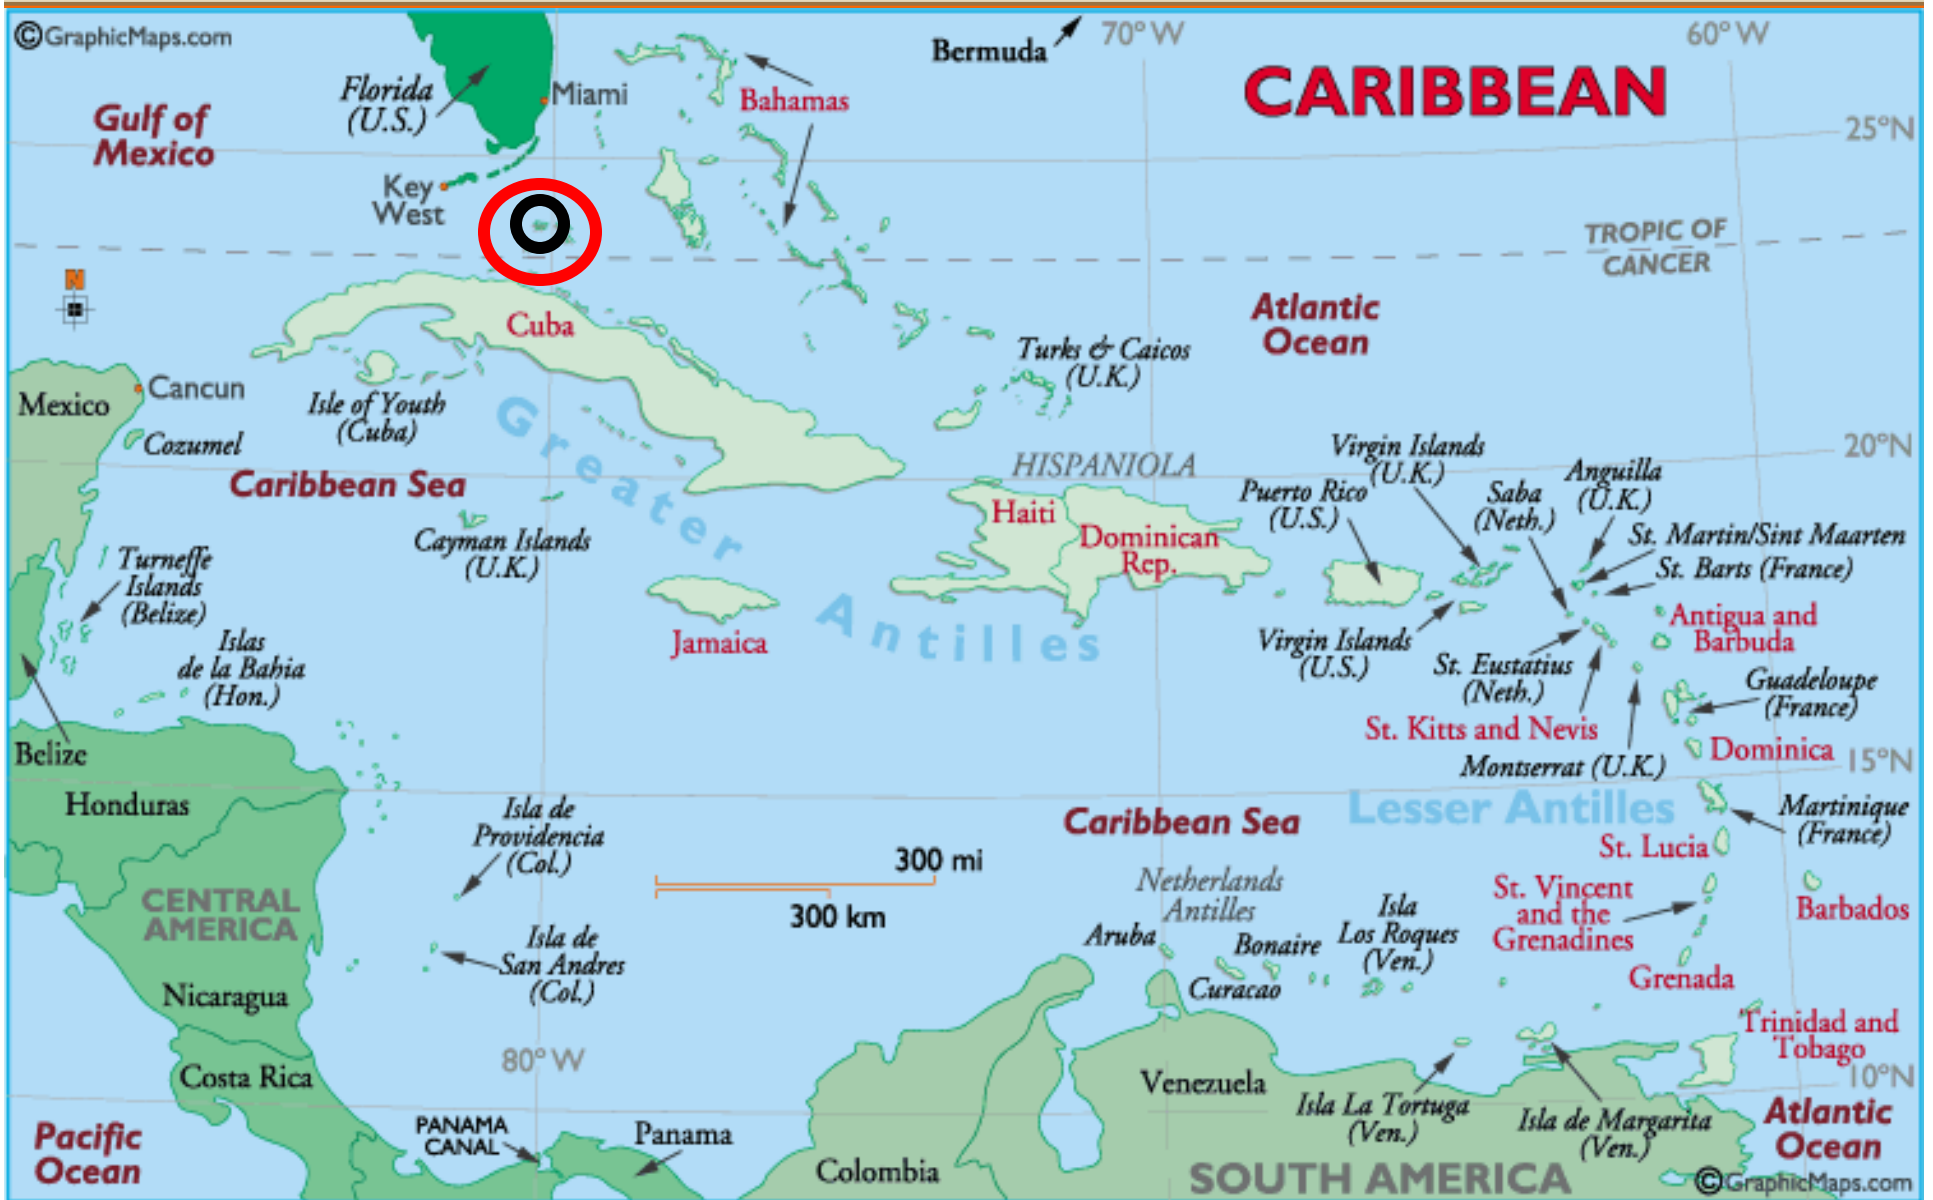 ©GraphicMaps.com
Bermuda
70° W
60° W
CARIBBEAN
Florida
(U.S.)
Miami
Bahamas
Gulf of
Mexico
25°N
Key
West
TROPIC OF
CANCER
N
Cuba
Atlantic
Ocean
Turks & Caicos
(U.K.)
Mexico
Cancun
Isle of Youth
(Cuba)
Cozumel
Greater
Antilles
Caribbean Sea
20°N
HISPANIOLA
Virgin Islands
(U.K.)
Anguilla
(U.K.)
Puerto Rico
(U.S.)
Saba
(Neth.)
Haiti
Dominican
Rep.
St. Martin/Sint Maarten
St. Barts (France)
Cayman Islands
(U.K.)
Turneffe
Islands
(Belize)
Jamaica
Antigua and
Barbuda
Virgin Islands
(U.S.)
St. Eustatius
(Neth.)
Islas
de la Bahia
(Hon.)
Guadeloupe
(France)
St. Kitts and Nevis
Montserrat (U.K.)
Dominica
15°N
Belize
Honduras
Isla de
Providencia
(Col.)
Caribbean Sea
Lesser Antilles
Martinique
(France)
St. Lucia
300 mi
300 km
Netherlands
Antilles
St. Vincent
and the
Grenadines
Barbados
CENTRAL
AMERICA
Aruba
Bonaire
Curacao
Isla
Los Roques
(Ven.)
Isla de
San Andres
(Col.)
Grenada
Nicaragua
Trinidad and
Tobago
80° W
Costa Rica
Venezuela
10°N
Isla La Tortuga
(Ven.)
Isla de Margarita
(Ven.)
Atlantic
Ocean
Pacific
Ocean
PANAMA
CANAL
Panama
Colombia
SOUTH AMERICA
©GraphicMaps.com